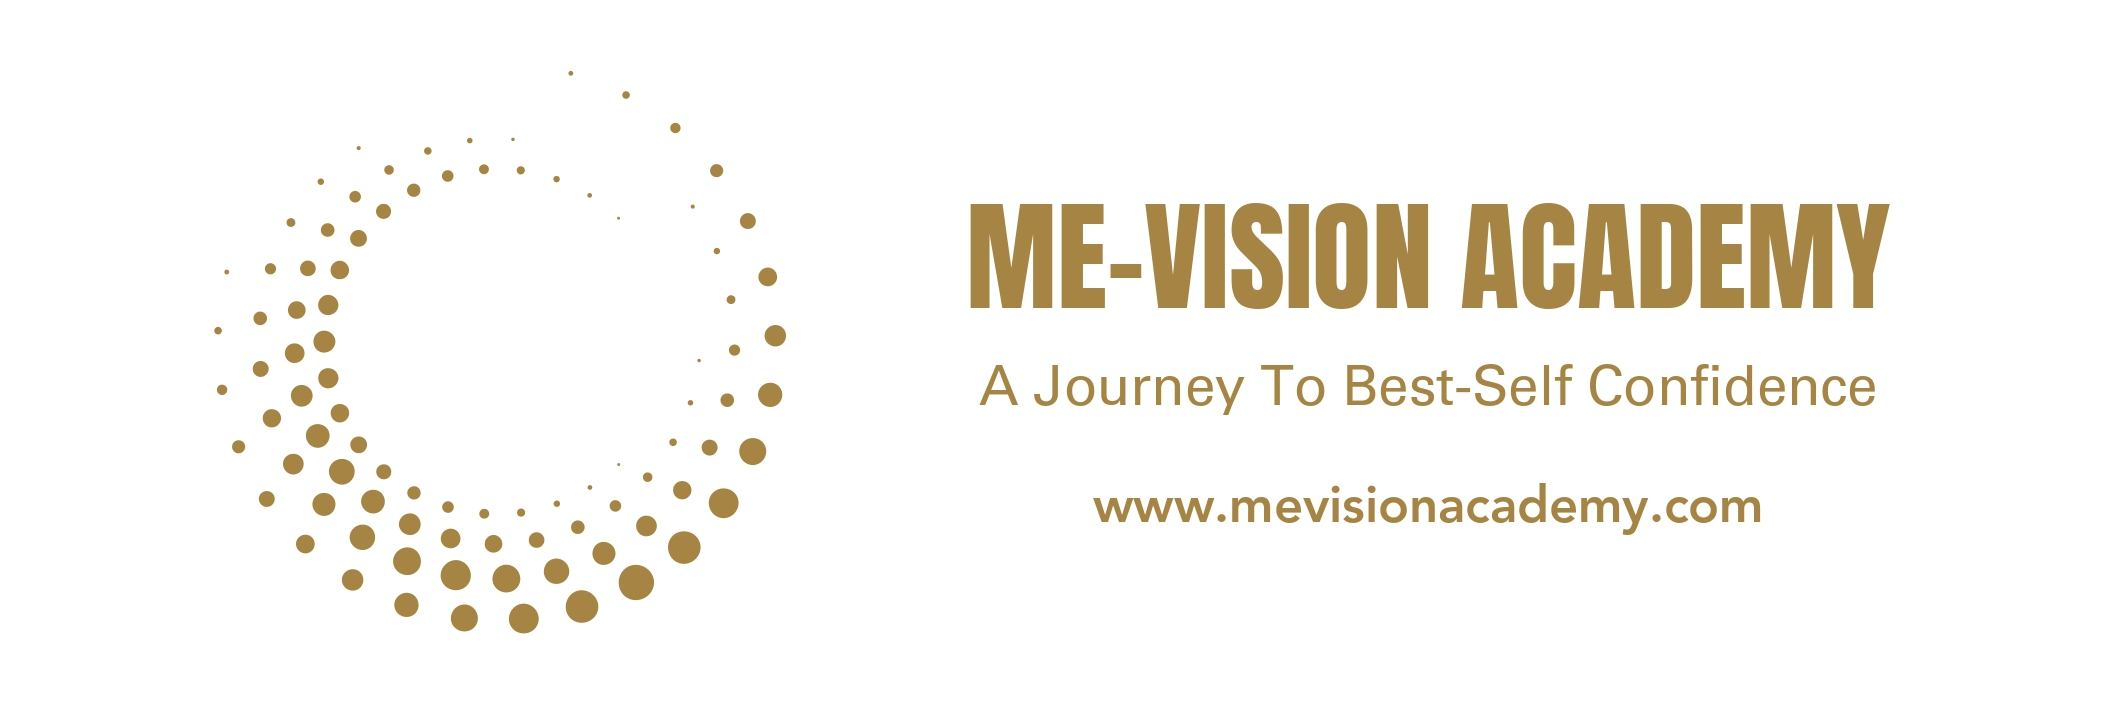 ME-VISION ACADEMY
A Journey To Best-Self Confidence
www.mevisionacademy.com